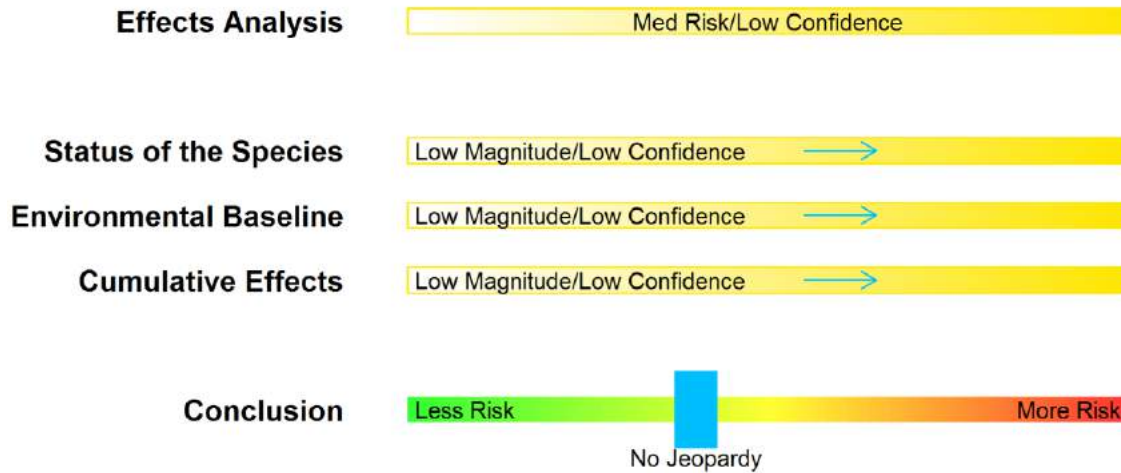 Effects Analysis Med Risk/Low Confidence
Status of the Species Low Magnitude/Low Confidence
Environmental Baseline Low Magnitude/Low Confidence
Cumulative Effects Low Magnitude/Low Confidence
Conclusion Less Risk More Risk
No Jeopardy